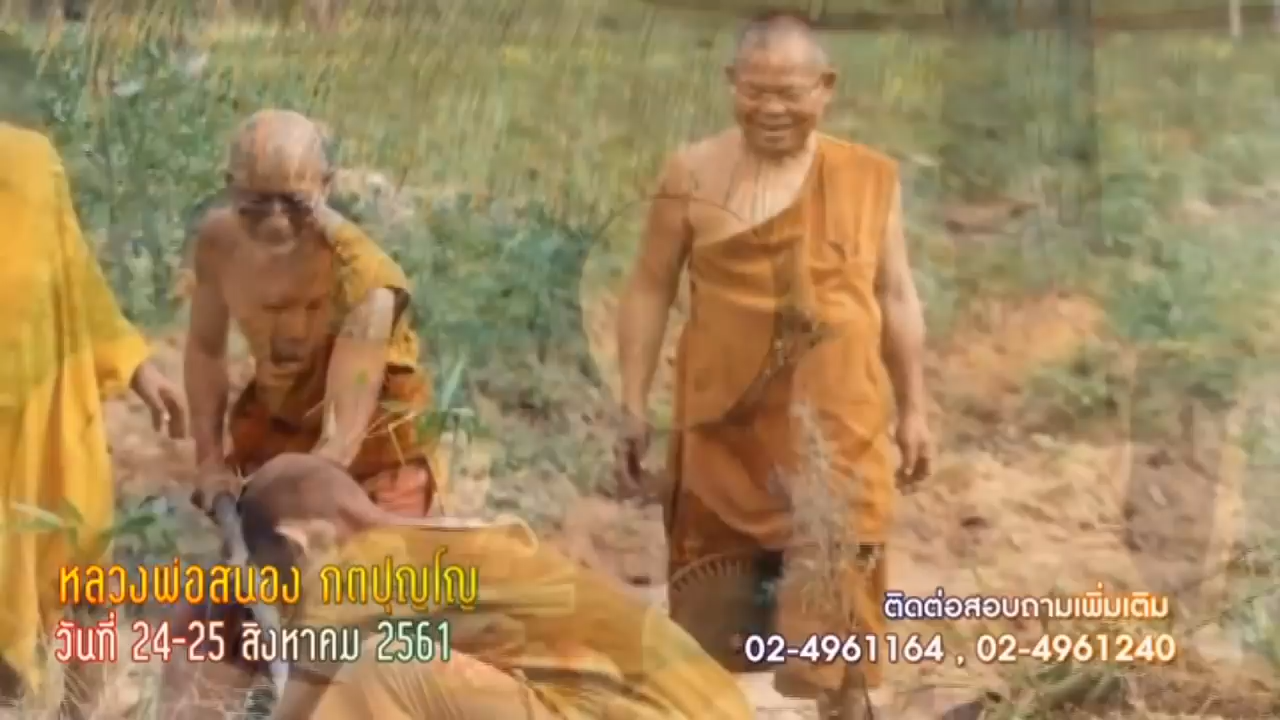 หลวงพ่อสนอง กตปุญโญ
วันที่ 24-25 สิงหาคม 2561
ติดต่อสอบถามเพิ่มเติม
02-4961164 , 02-4961240